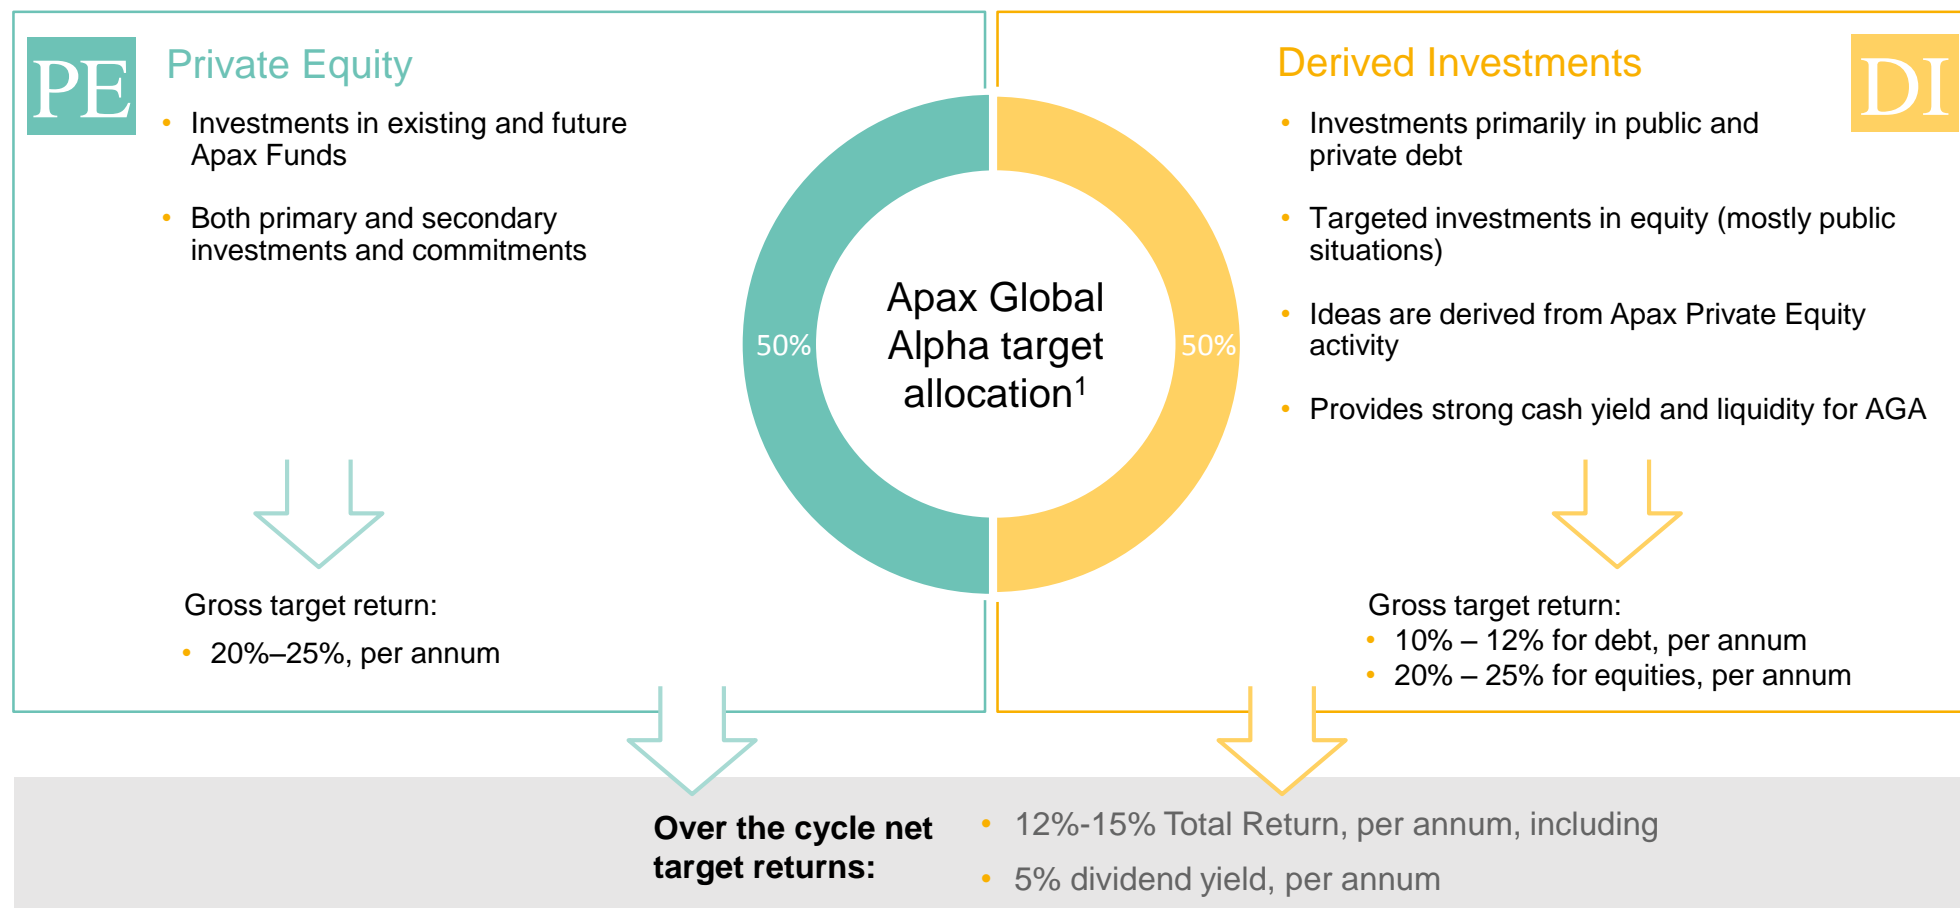 PE
Private Equity
• Investments in existing and future
Apax Funds
• Both primary and secondary
investments and commitments
Gross target return:
• 20%–25%, per annum
50%
Apax Global
Alpha target
allocation¹
50%
Derived Investments
DI
• Investments primarily in public and
private debt
• Targeted investments in equity (mostly public
situations)
• Ideas are derived from Apax Private Equity
activity
• Provides strong cash yield and liquidity for AGA
Gross target return:
• 10% – 12% for debt, per annum
• 20% – 25% for equities, per annum
Over the cycle net
target returns:
• 12%-15% Total Return, per annum, including
• 5% dividend yield, per annum